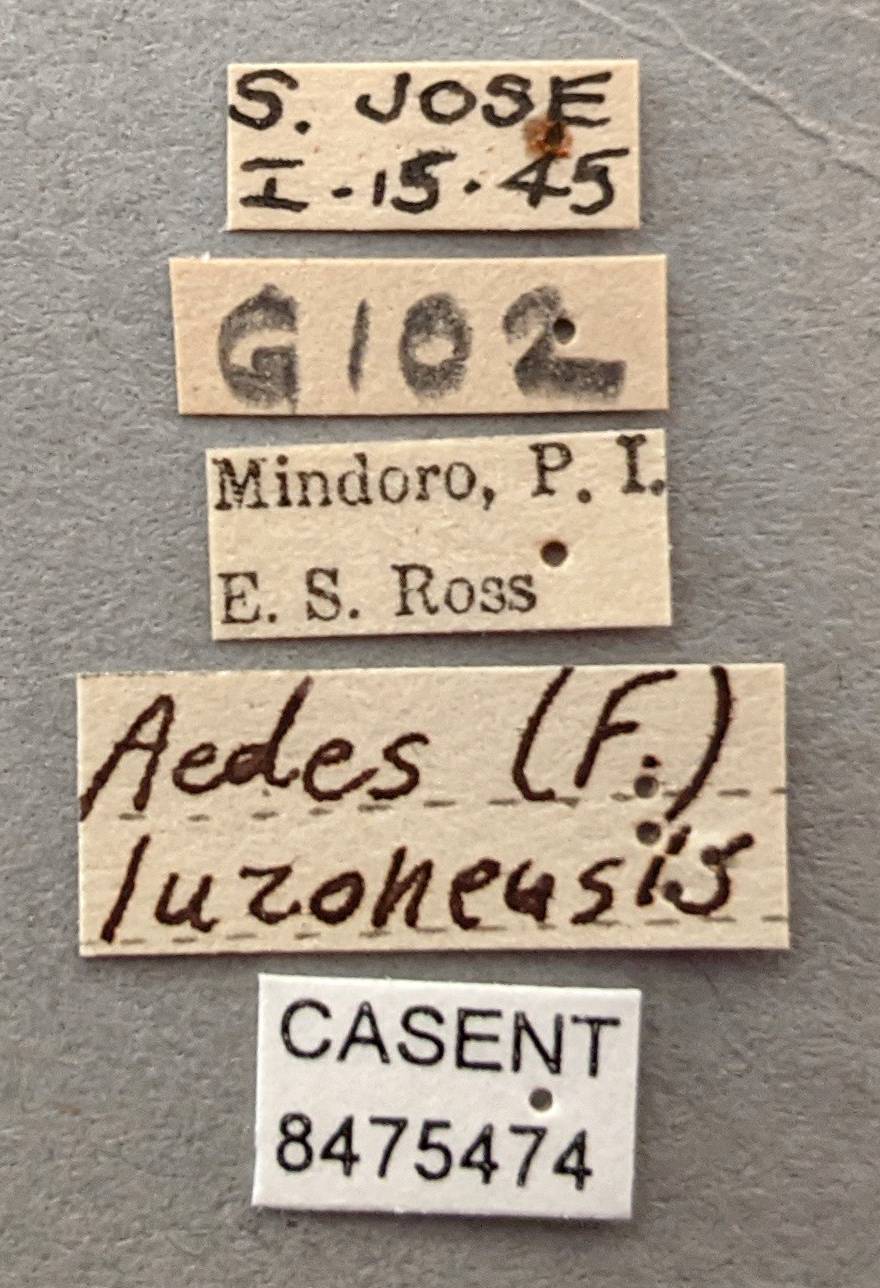 S. JOSE
I-15.45
G102
Mindoro, P. I.
E. S. Ross
Aedes (F.)
luzonensis
CASENT
8475474